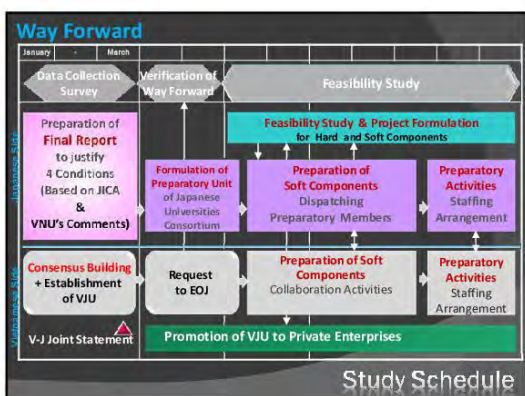 Way Forward
January - March
Data Collection
Survey
Verification of
Way Forward
Feasibility Study
Japanese Side
Preparation of
Final Report
to justify
4 Conditions
(Based on JICA
&
VNU's Comments)
Feasibility Study & Project Formulation
for Hard and Soft Components
Formulation of
Preparatory Unit
of Japanese
Universities
Consortium
Preparation of
Soft Components
Dispatching
Preparatory Members
Preparatory
Activities
Staffing
Arrangement
Vietnamese Side
Consensus Building
+ Establishment
of VJU
Request
to EOJ
Preparation of Soft
Components
Collaboration Activities
Preparatory
Activities
Staffing
Arrangement
V-J Joint Statement
Promotion of VJU to Private Enterprises
Study Schedule